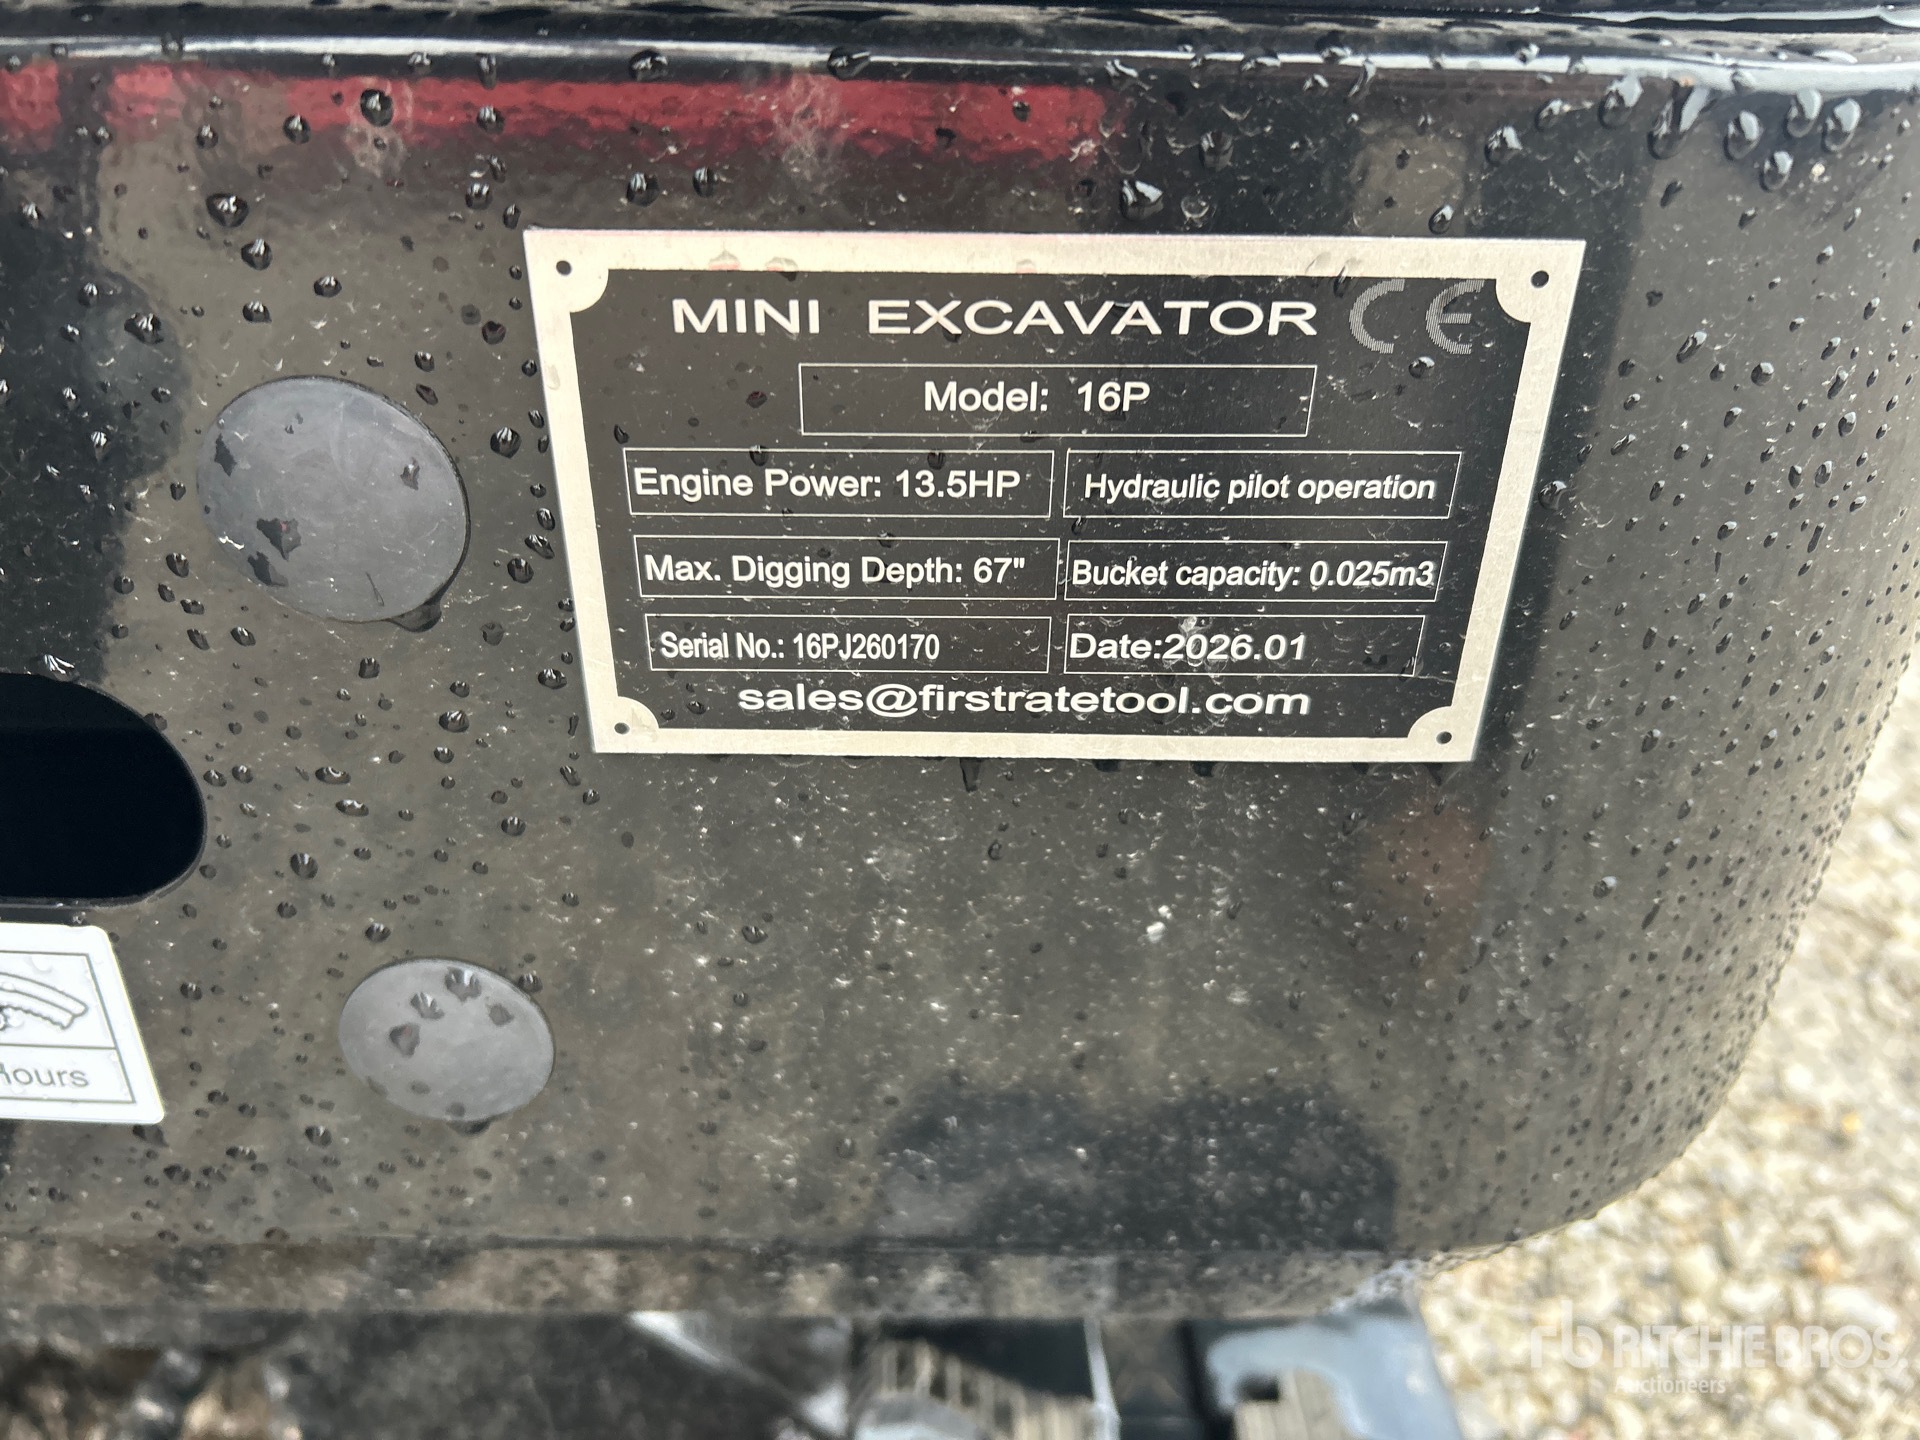 MINI EXCAVATOR CE
Model: 16P
Engine Power: 13.5HP
Hydraulic pilot operation
Max. Digging Depth: 67"
Bucket capacity: 0.025m3
Serial No.: 16PJ260170
Date:2026.01
sales@firstratetool.com
Hours
rb RITCHIE BROS
Auctioneers